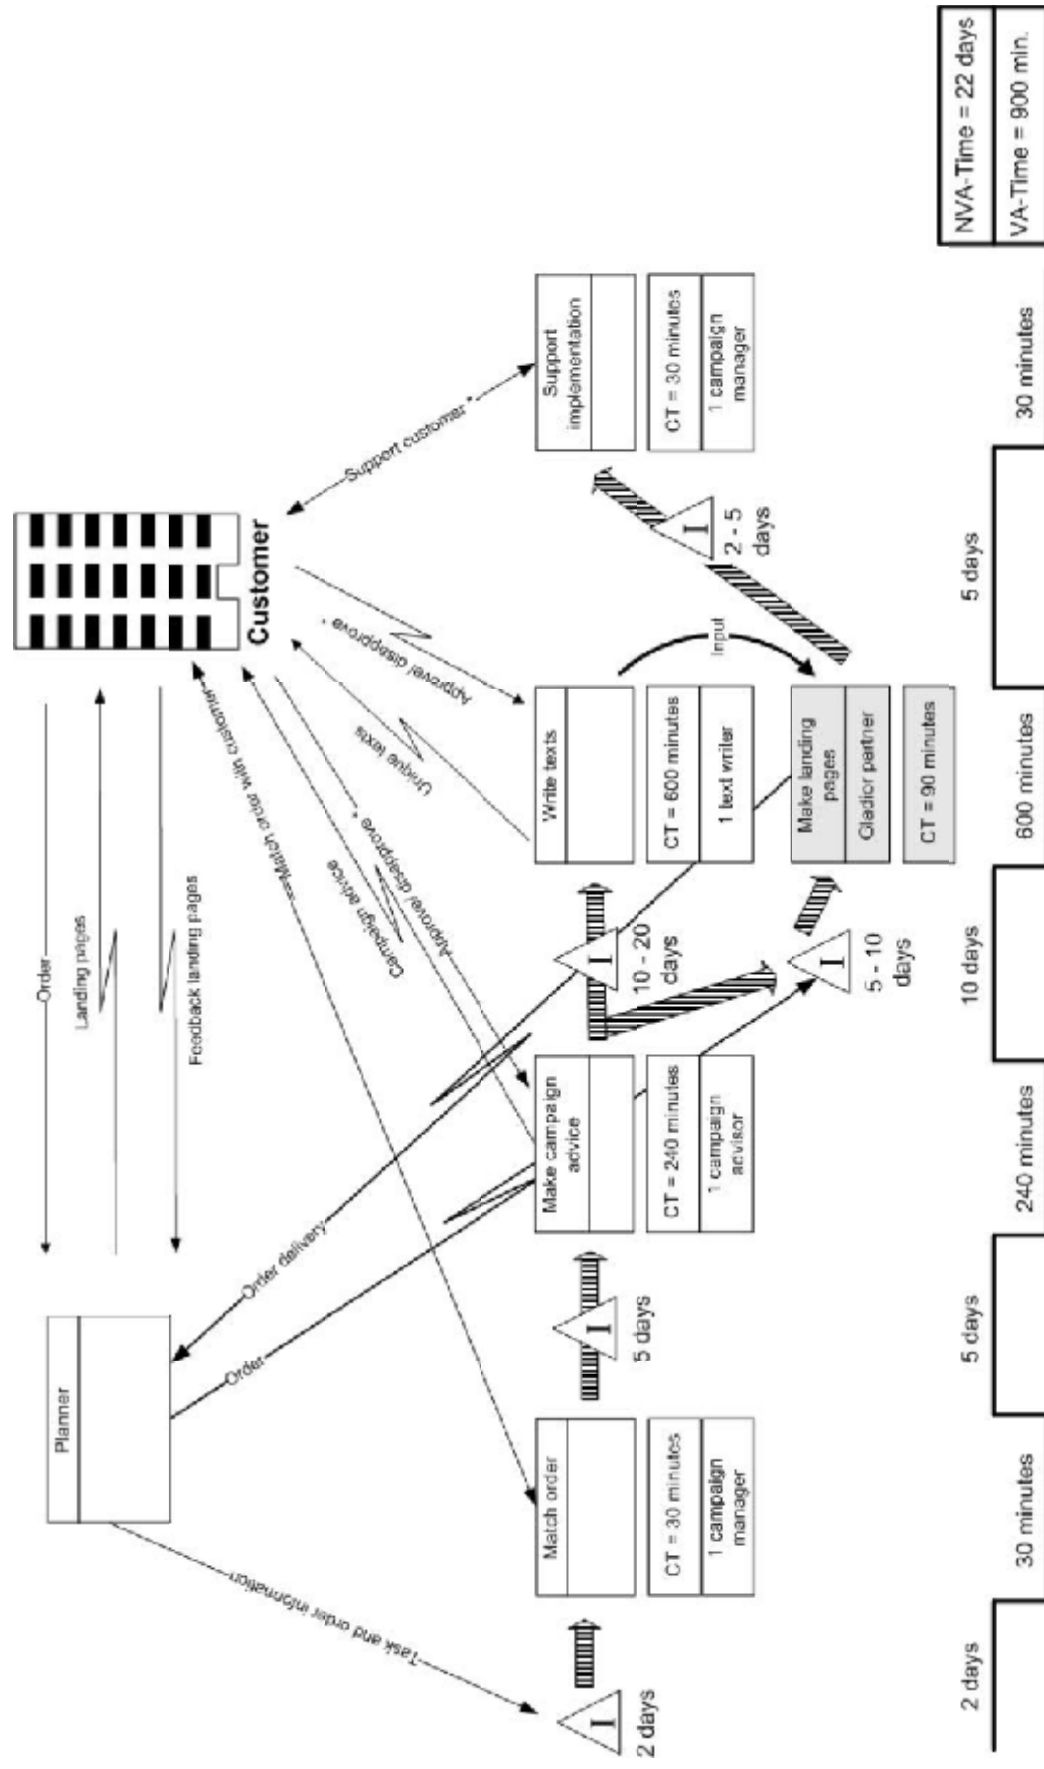 Planner
Order
Landing pages
Feedback landing pages
Customer
Task and order information
Order
Order delivery
Match order with customer
Campaign advice
Approve/ disapprove *
Unique texts
Approve/ disapprove *
Support customer *
I
2 days
Match order
CT = 30 minutes
1 campaign
manager
I
5 days
Make campaign
advice
CT = 240 minutes
1 campaign
advisor
I
10 - 20
days
I
5 - 10
days
Write texts
CT = 600 minutes
1 text writer
Input
Make landing
pages
Gladior partner
CT = 90 minutes
I
2 - 5
days
Support
implementation
CT = 30 minutes
1 campaign
manager
2 days
30 minutes
5 days
240 minutes
10 days
600 minutes
5 days
30 minutes
NVA-Time = 22 days
VA-Time = 900 min.